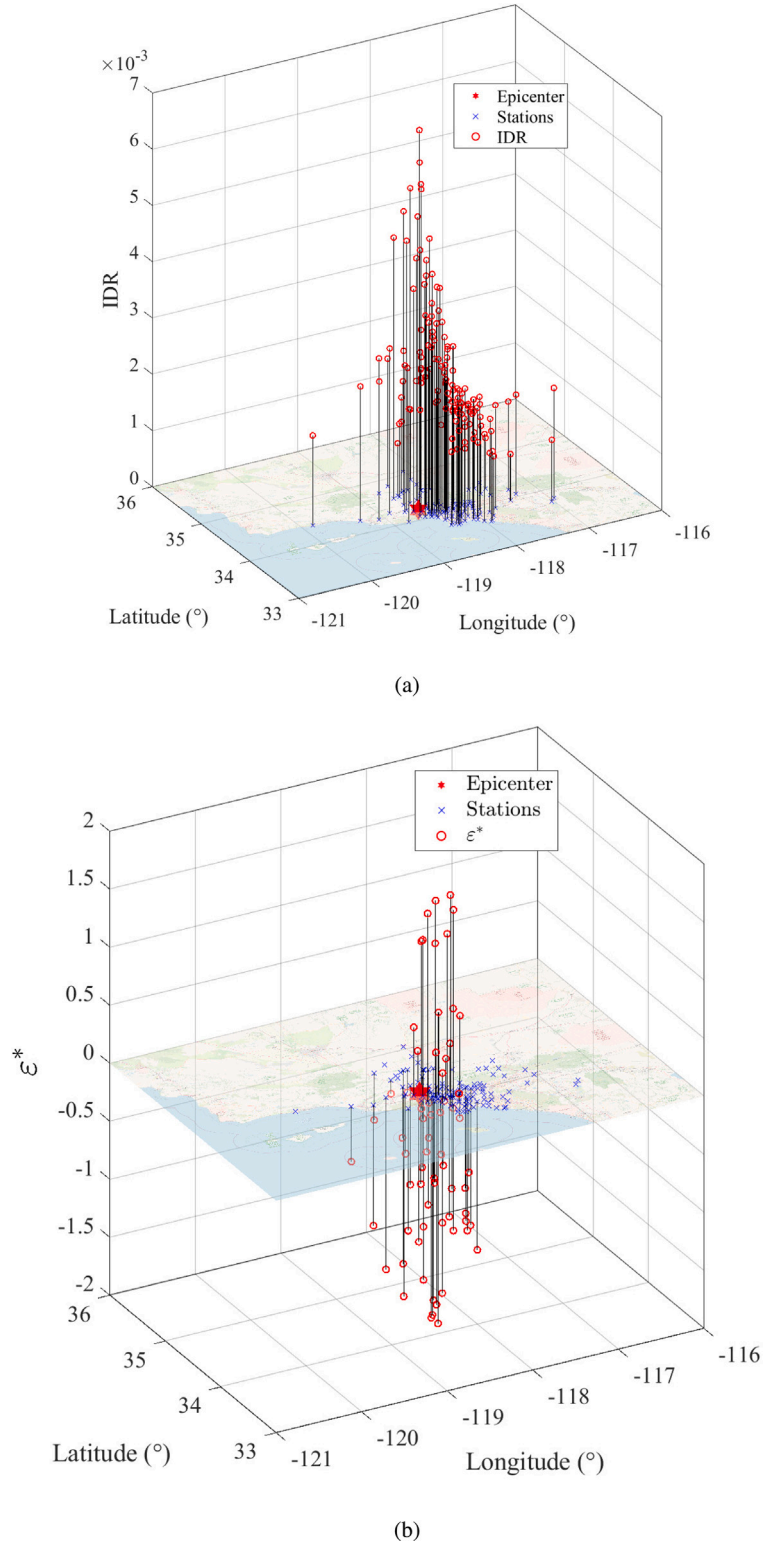 ×10⁻³
7
6
5
4
3
2
1
0
IDR
Epicenter
Stations
IDR
36
35
34
33
Latitude (°)
-121
-120
-119
-118
-117
-116
Longitude (°)
(a)
2
1.5
1
0.5
0
-0.5
-1
-1.5
-2
ε*
Epicenter
Stations
ε*
36
35
34
33
Latitude (°)
-121
-120
-119
-118
-117
-116
Longitude (°)
(b)